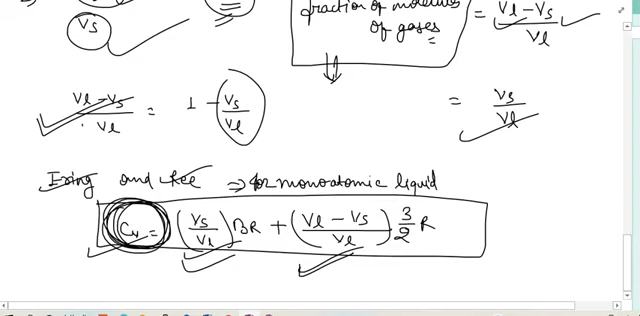 Vs
fraction of molecules of gases = Vl - Vs / Vl
Vl - Vs / Vl = 1 - Vs / Vl
= Vs / Vl
Ering and Ree ⇒ for monoatomic liquid
Cv = (Vs / Vl) 3R + (Vl - Vs / Vl) 3/2 R